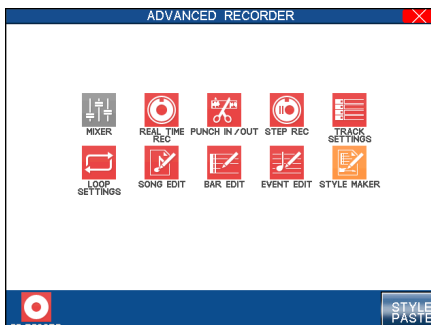 ADVANCED RECORDER
MIXER
REAL TIME
REC
PUNCH IN/OUT
STEP REC
TRACK
SETTINGS
LOOP
SETTINGS
SONG EDIT
BAR EDIT
EVENT EDIT
STYLE MAKER
STYLE
PASTE